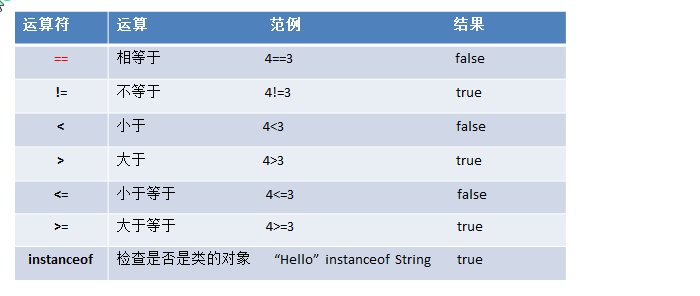 运算符 运算 范例 结果
== 相等于 4==3 false
!= 不等于 4!=3 true
< 小于 4<3 false
> 大于 4>3 true
<= 小于等于 4<=3 false
>= 大于等于 4>=3 true
instanceof 检查是否是类的对象 “Hello” instanceof String true